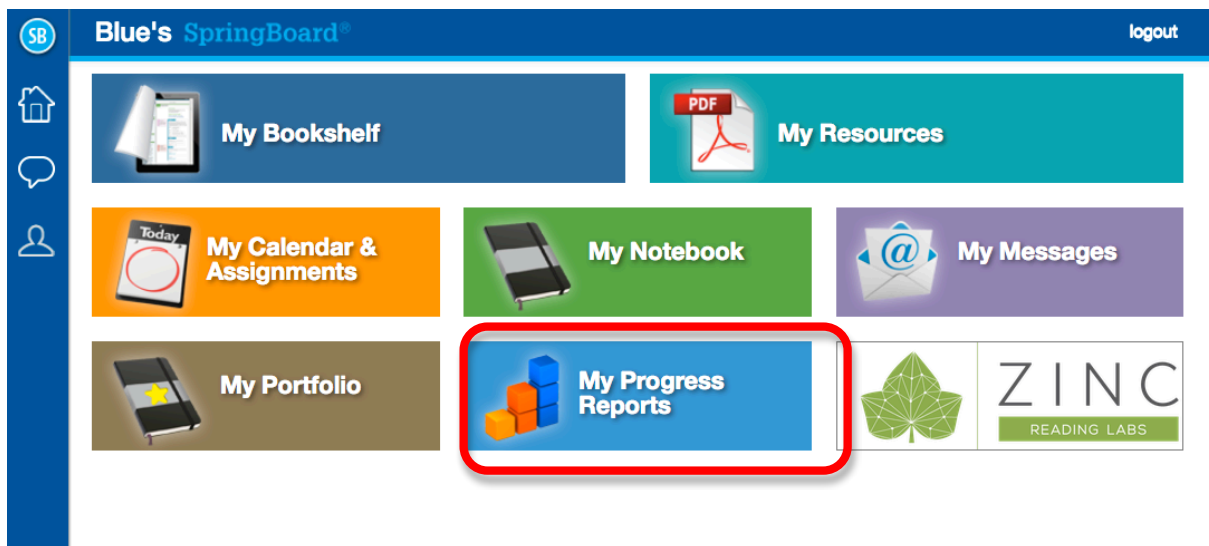 SB
Blue's SpringBoard®
logout
My Bookshelf
PDF
My Resources
Today
My Calendar &
Assignments
My Notebook
@
My Messages
My Portfolio
My Progress
Reports
ZINC
READING LABS